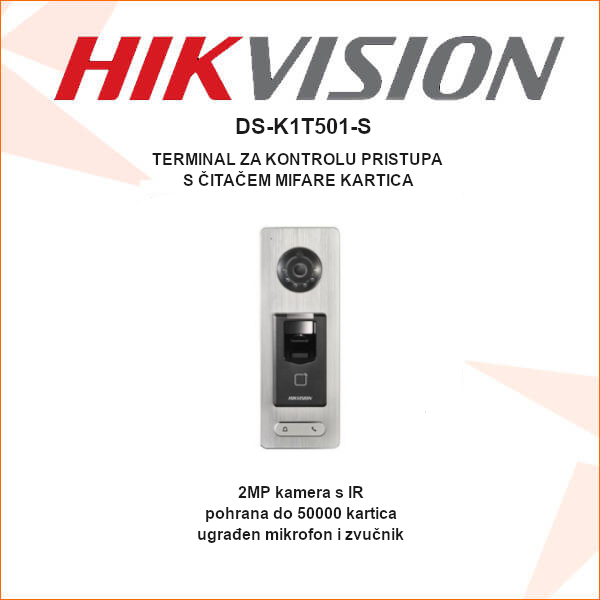 HIKVISION
DS-K1T501-S
TERMINAL ZA KONTROLU PRISTUPA
S ČITAČEM MIFARE KARTICA
HIKVISION
2MP kamera s IR
pohrana do 50000 kartica
ugrađen mikrofon i zvučnik